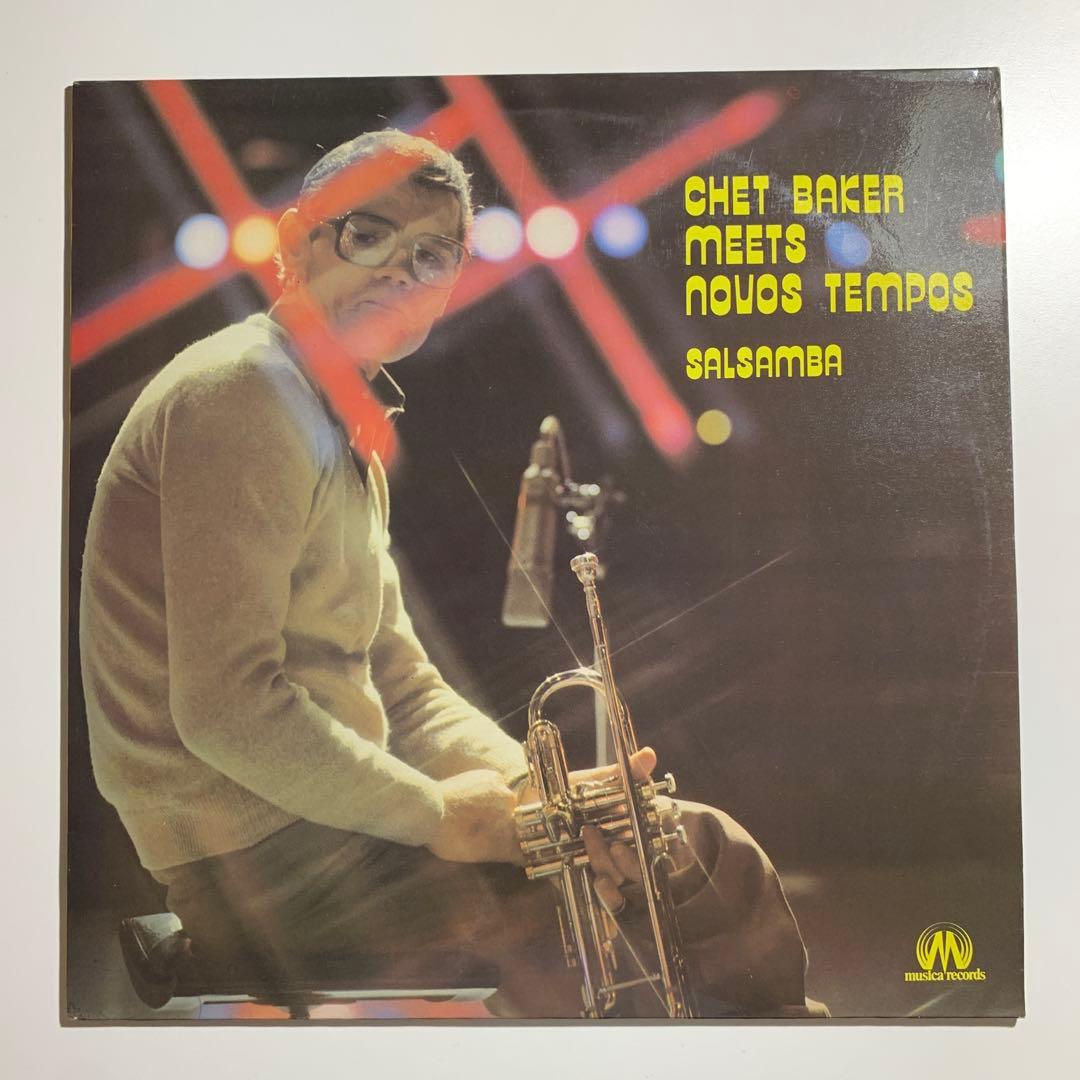 CHET BAKER
MEETS
NOVOS TEMPOS
SALSAMBA
M
musica records